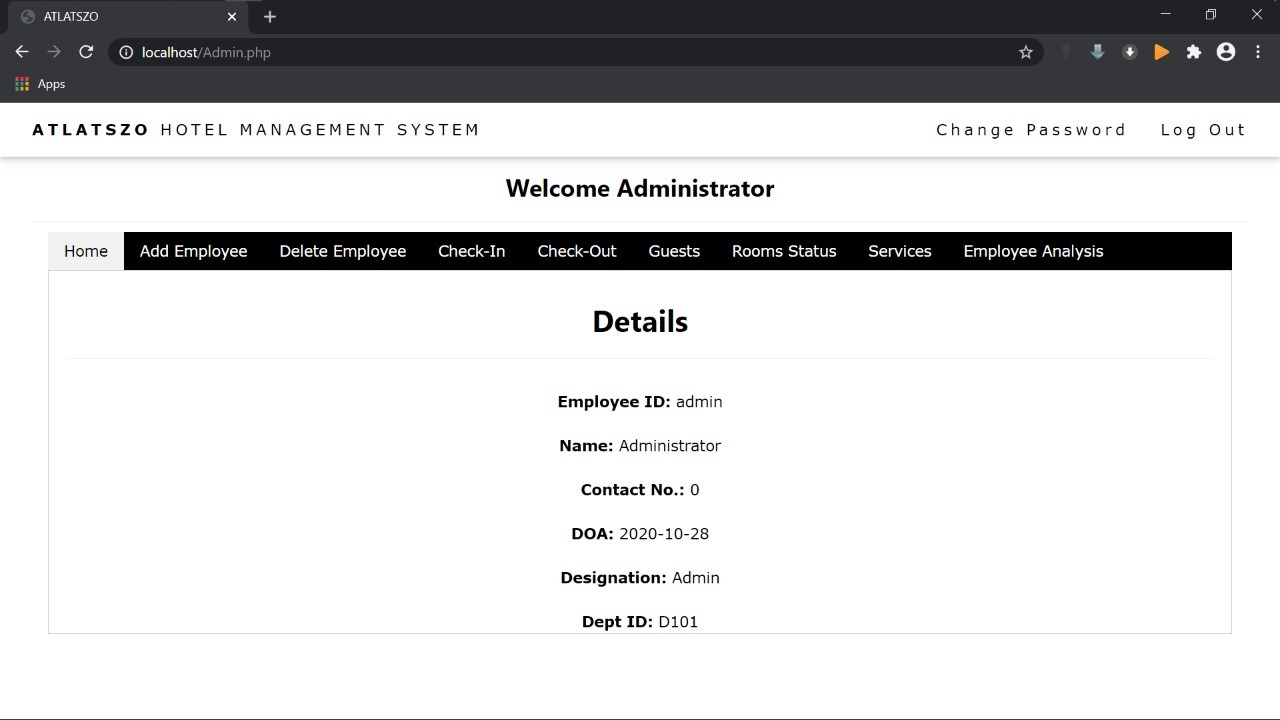 ATLATSZO
localhost/Admin.php
Apps
ATLATSZO HOTEL MANAGEMENT SYSTEM Change Password Log Out
Welcome Administrator
Home Add Employee Delete Employee Check-In Check-Out Guests Rooms Status Services Employee Analysis
Details
Employee ID: admin
Name: Administrator
Contact No.: 0
DOA: 2020-10-28
Designation: Admin
Dept ID: D101